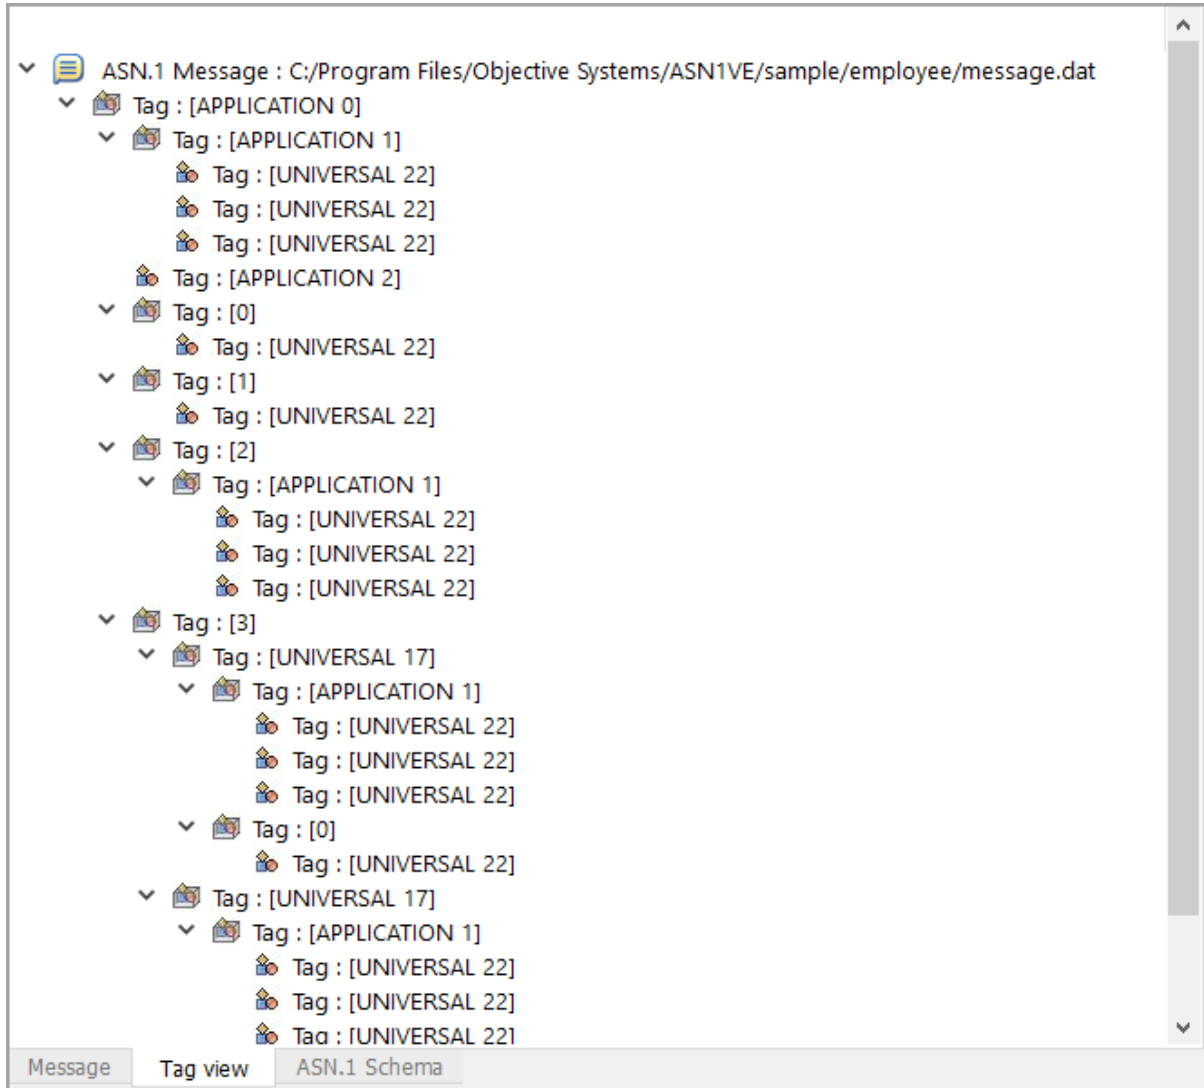 ASN.1 Message : C:/Program Files/Objective Systems/ASN1VE/sample/employee/message.dat
Tag : [APPLICATION 0]
Tag : [APPLICATION 1]
Tag : [UNIVERSAL 22]
Tag : [UNIVERSAL 22]
Tag : [UNIVERSAL 22]
Tag : [APPLICATION 2]
Tag : [0]
Tag : [UNIVERSAL 22]
Tag : [1]
Tag : [UNIVERSAL 22]
Tag : [2]
Tag : [APPLICATION 1]
Tag : [UNIVERSAL 22]
Tag : [UNIVERSAL 22]
Tag : [UNIVERSAL 22]
Tag : [3]
Tag : [UNIVERSAL 17]
Tag : [APPLICATION 1]
Tag : [UNIVERSAL 22]
Tag : [UNIVERSAL 22]
Tag : [UNIVERSAL 22]
Tag : [0]
Tag : [UNIVERSAL 22]
Tag : [UNIVERSAL 17]
Tag : [APPLICATION 1]
Tag : [UNIVERSAL 22]
Tag : [UNIVERSAL 22]
Tag : [UNIVERSAL 22]
Message Tag view ASN.1 Schema